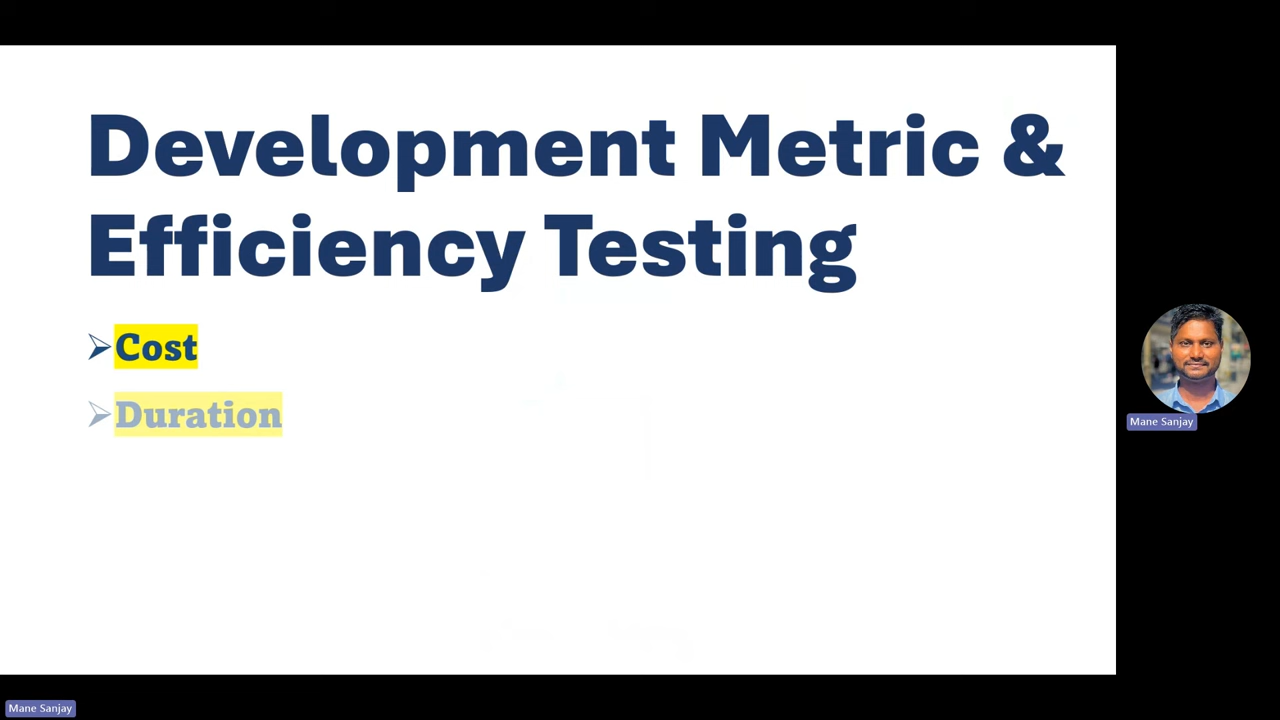 Development Metric &
Efficiency Testing
Cost
Duration
Mane Sanjay
Mane Sanjay